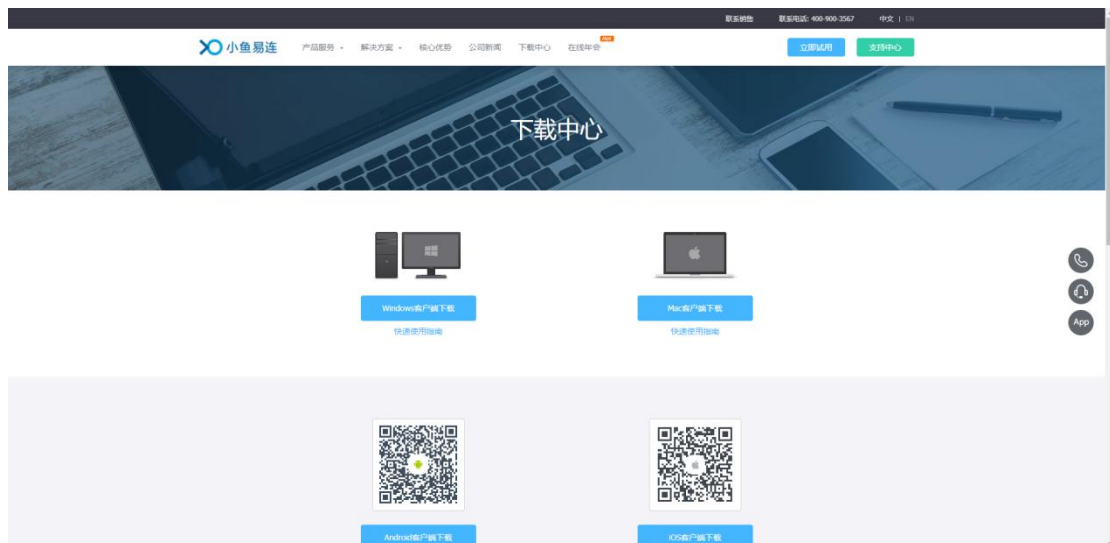 联系销售 联系电话: 400-900-3567 中文 | EN
小鱼易连 产品服务 解决方案 核心优势 公司新闻 下载中心 在线年会 Hot 立即试用 支持中心
下载中心
Windows客户端下载 Mac客户端下载
快速使用指南 快速使用指南
App
Android客户端下载 iOS客户端下载